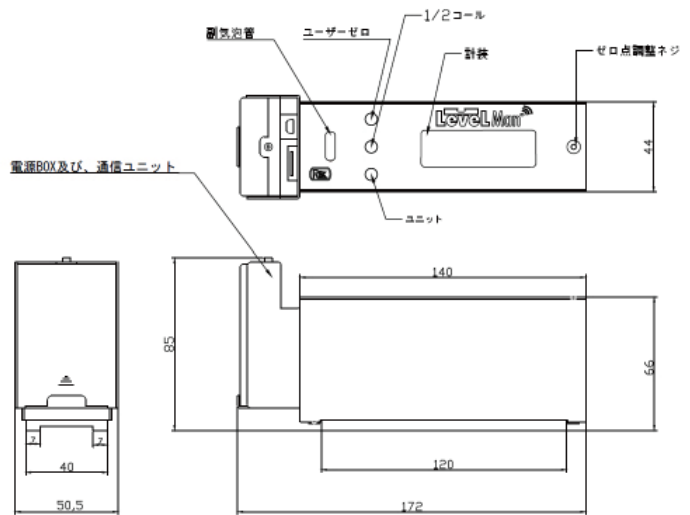 1/2コール
ユーザーゼロ
副気泡管
計装
ゼロ点調整ネジ
LeveL Man
44
電源BOX及び、通信ユニット
ユニット
140
85
66
7
7
40
120
50,5
172